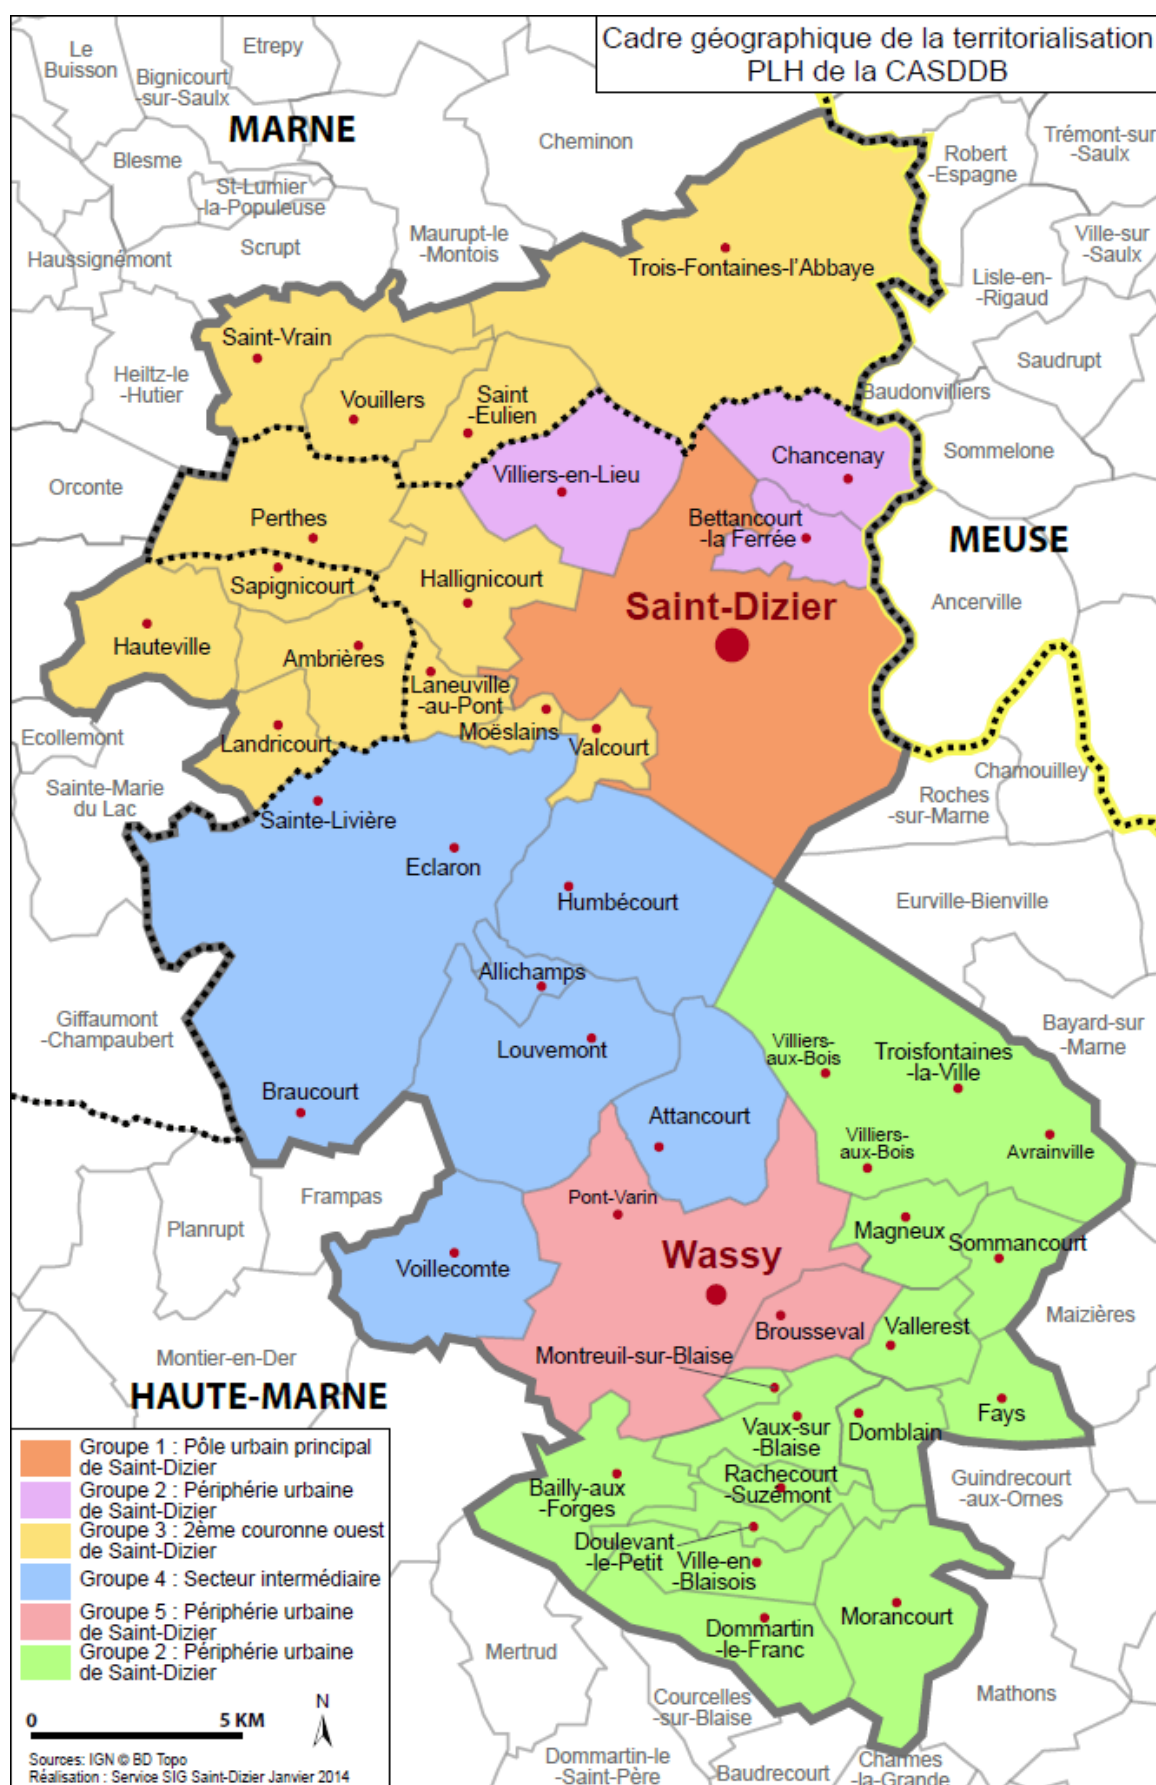 Cadre géographique de la territorialisation
PLH de la CASDDB
Le
Buisson
Etrepy
Bignicourt
-sur-Saulx
MARNE
Cheminon
Blesme
St-Lumier
-la-Populeuse
Robert
-Espagne
Trémont-sur
-Saulx
Haussignémont
Scrupt
Maurupt-le
-Montois
Ville-sur
-Saulx
Trois-Fontaines-l'Abbaye
Lisle-en-
-Rigaud
Saint-Vrain
Heiltz-le
-Hutier
Vouillers
Saint
-Eulien
Saudrupt
Baudonvilliers
Sommelone
Orconte
Villiers-en-Lieu
Chancenay
Perthes
Bettancourt
-la Ferrée
MEUSE
Sapignicourt
Hallignicourt
Saint-Dizier
Ancerville
Hauteville
Ambrières
Laneuville
-au-Pont
Moëslains
Valcourt
Landricourt
Ecollemont
Sainte-Marie
du Lac
Chamouilley
Roches
-sur-Marne
Sainte-Livière
Eclaron
Humbécourt
Eurville-Bienville
Allichamps
Giffaumont
-Champaubert
Louvemont
Villiers-
aux-Bois
Troisfontaines
-la-Ville
Bayard-sur
-Marne
Braucourt
Attancourt
Villiers-
aux-Bois
Avrainville
Frampas
Planrupt
Pont-Varin
Magneux
Sommancourt
Voillecomte
Wassy
Maizières
Brousseval
Vallerest
Montier-en-Der
Montreuil-sur-Blaise
HAUTE-MARNE
Vaux-sur
-Blaise
Domblain
Fays
Bailly-aux
-Forges
Rachecourt
-Suzémont
Guindrecourt
-aux-Ornes
Doulevant
-le-Petit
Ville-en
-Blaisois
Morancourt
Dommartin
-le-Franc
Mertrud
Courcelles
-sur-Blaise
Mathons
Dommartin-le
-Saint-Père
Baudrecourt
Charmes
-la-Grande
Groupe 1 : Pôle urbain principal
de Saint-Dizier
Groupe 2 : Périphérie urbaine
de Saint-Dizier
Groupe 3 : 2ème couronne ouest
de Saint-Dizier
Groupe 4 : Secteur intermédiaire
Groupe 5 : Périphérie urbaine
de Saint-Dizier
Groupe 2 : Périphérie urbaine
de Saint-Dizier
N
0 5 KM
Sources: IGN © BD Topo
Réalisation : Service SIG Saint-Dizier Janvier 2014